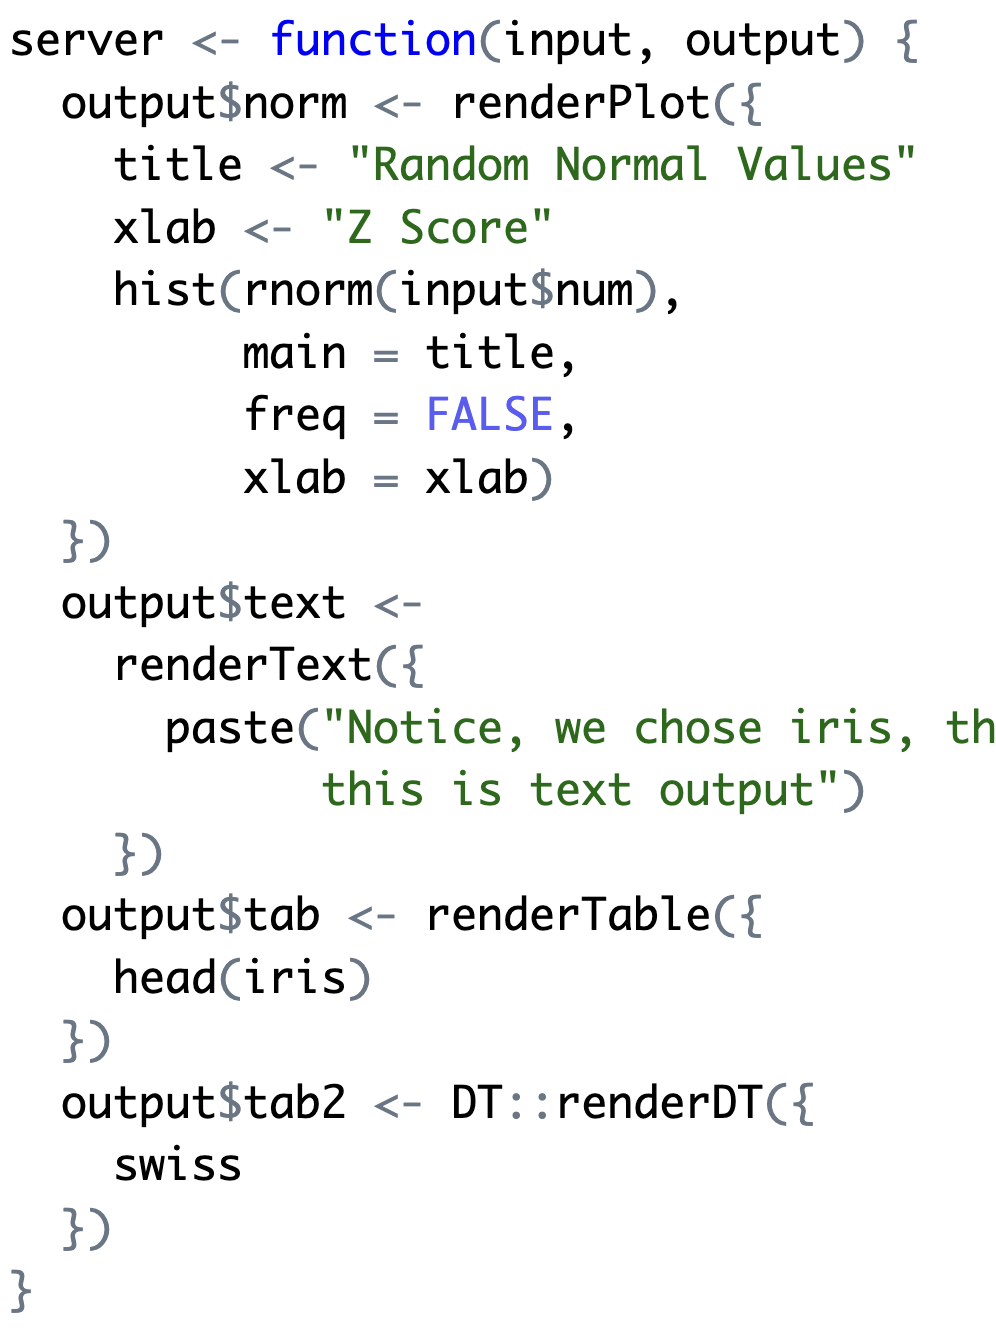 server <- function(input, output) {
  output$norm <- renderPlot({
    title <- "Random Normal Values"
    xlab <- "Z Score"
    hist(rnorm(input$num),
         main = title,
         freq = FALSE,
         xlab = xlab)
  })
  output$text <-
    renderText({
      paste("Notice, we chose iris, th
            this is text output")
    })
  output$tab <- renderTable({
    head(iris)
  })
  output$tab2 <- DT::renderDT({
    swiss
  })
}